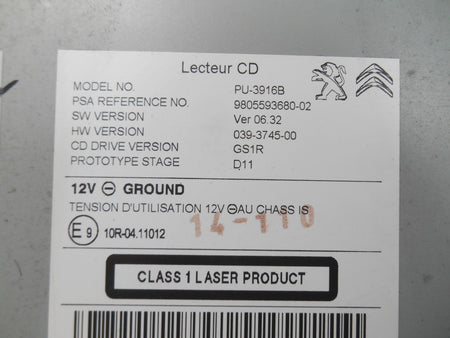 Lecteur CD
MODEL NO. PU-3916B
PSA REFERENCE NO. 9805593680-02
SW VERSION Ver 06.32
HW VERSION 039-3745-00
CD DRIVE VERSION GS1R
PROTOTYPE STAGE D11
12V ⊖ GROUND
TENSION D'UTILISATION 12V ⊖AU CHASS IS
E 9 10R-04.11012
14-110
CLASS 1 LASER PRODUCT